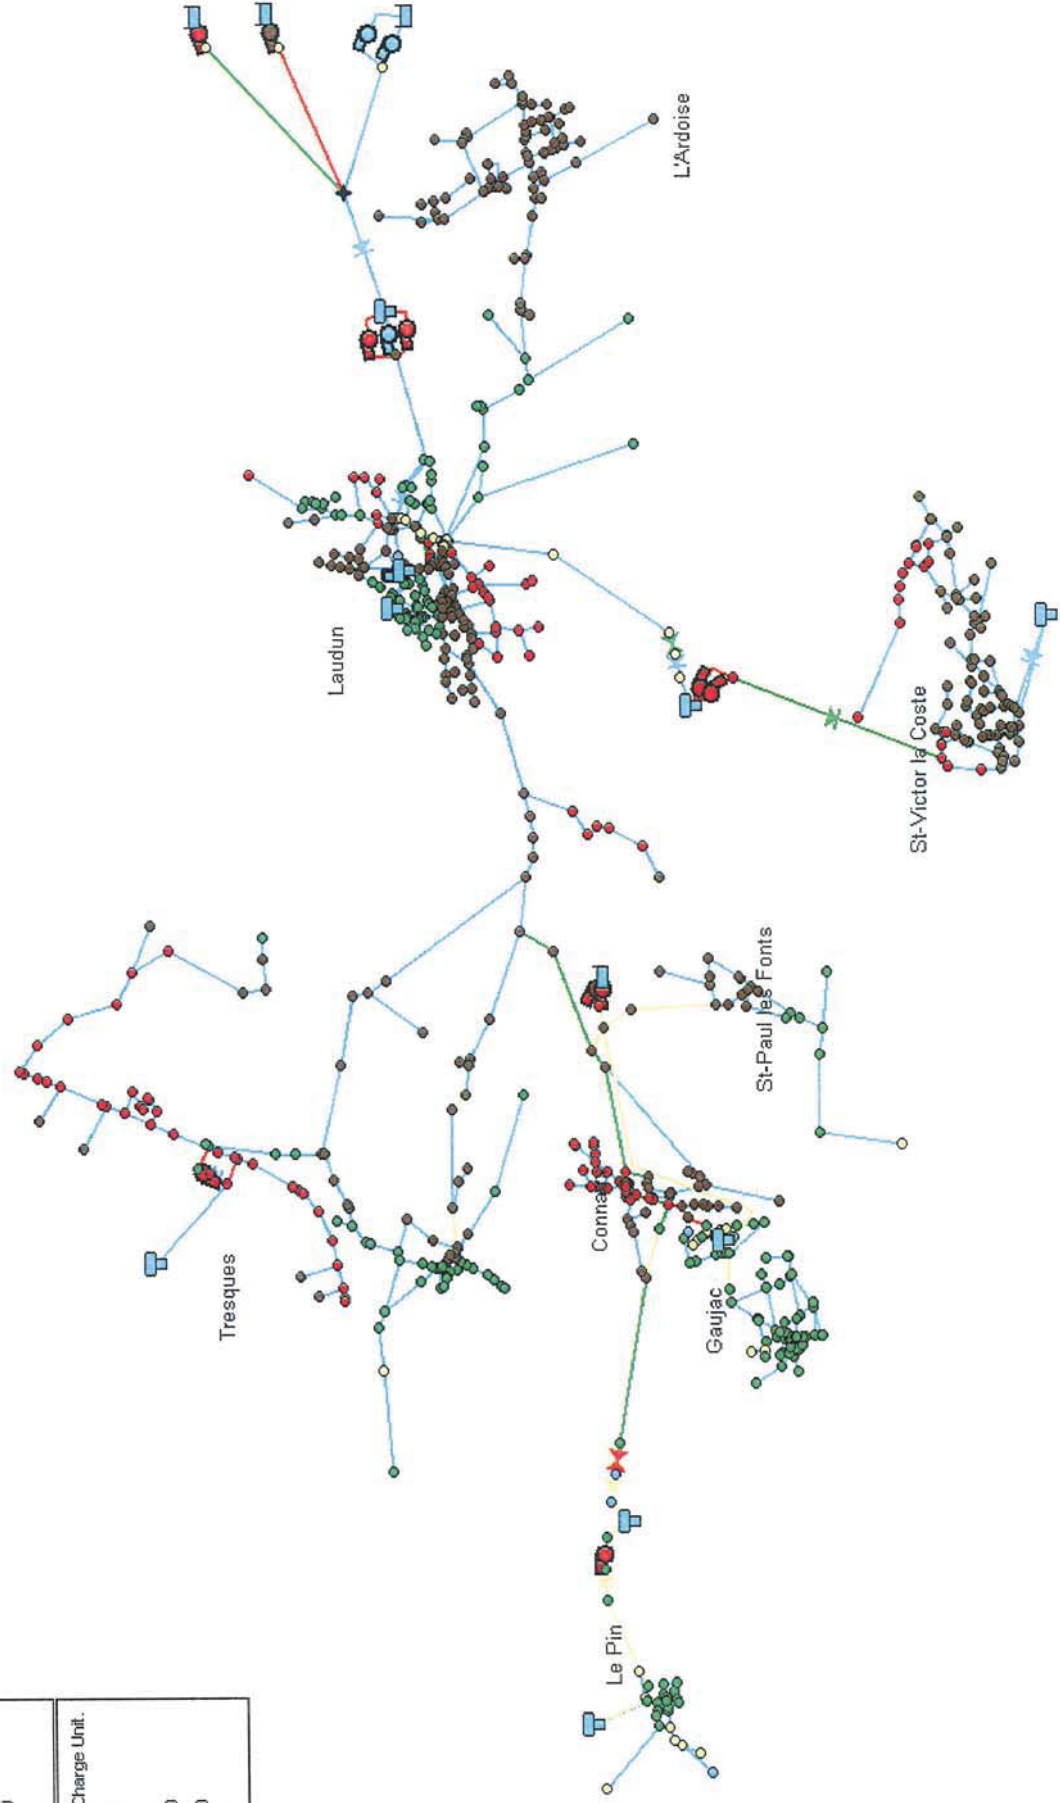 L'Ardoise
Laudun
St-Victor la Coste
St-Paul les Fonts
Tresques
Gaujac
Le Pin
Charge Unit.